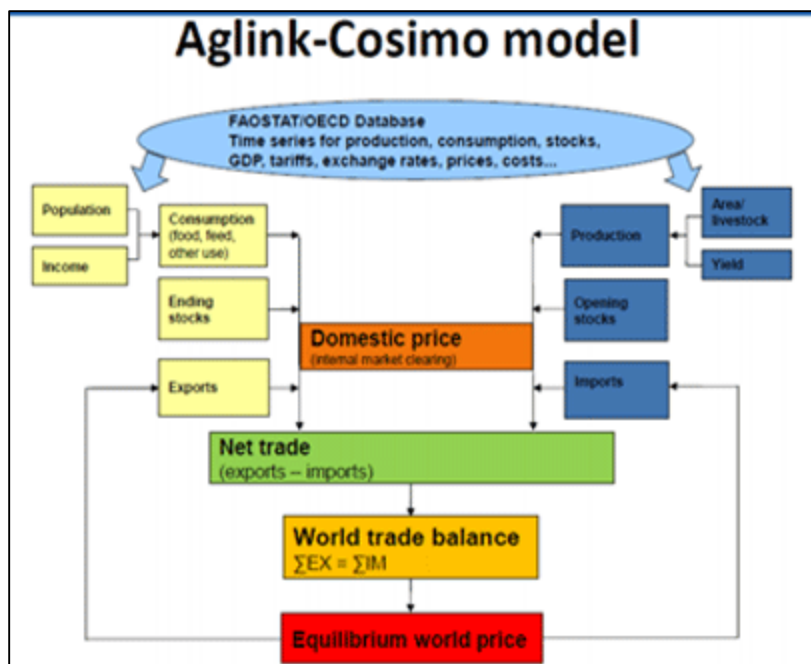 Aglink-Cosimo model
FAOSTAT/OECD Database
Time series for production, consumption, stocks,
GDP, tariffs, exchange rates, prices, costs...
Population
Income
Consumption
(food, feed,
other use)
Ending
stocks
Exports
Production
Area/
livestock
Yield
Opening
stocks
Imports
Domestic price
(internal market clearing)
Net trade
(exports – imports)
World trade balance
∑EX = ∑IM
Equilibrium world price